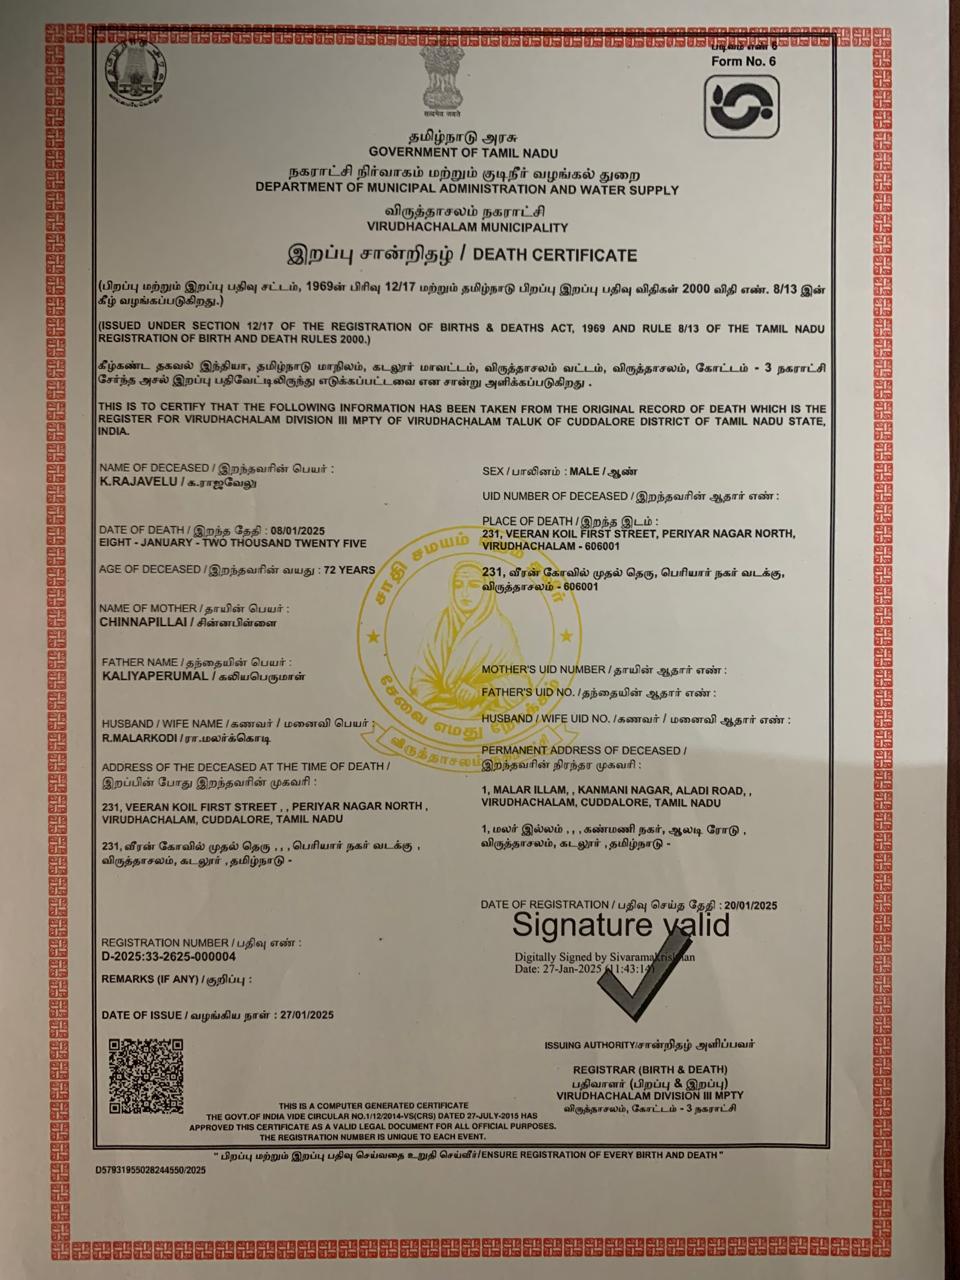 படிவம் எண் 6
Form No. 6
सत्यमेव जयते
தமிழ்நாடு அரசு
GOVERNMENT OF TAMIL NADU
நகராட்சி நிர்வாகம் மற்றும் குடிநீர் வழங்கல் துறை
DEPARTMENT OF MUNICIPAL ADMINISTRATION AND WATER SUPPLY
விருத்தாசலம் நகராட்சி
VIRUDHACHALAM MUNICIPALITY
இறப்பு சான்றிதழ் / DEATH CERTIFICATE
(பிறப்பு மற்றும் இறப்பு பதிவு சட்டம், 1969ன் பிரிவு 12/17 மற்றும் தமிழ்நாடு பிறப்பு இறப்பு பதிவு விதிகள் 2000 விதி எண். 8/13 இன்
கீழ் வழங்கப்படுகிறது.)
(ISSUED UNDER SECTION 12/17 OF THE REGISTRATION OF BIRTHS & DEATHS ACT, 1969 AND RULE 8/13 OF THE TAMIL NADU
REGISTRATION OF BIRTH AND DEATH RULES 2000.)
கீழ்கண்ட தகவல் இந்தியா, தமிழ்நாடு மாநிலம், கடலூர் மாவட்டம், விருத்தாசலம் வட்டம், விருத்தாசலம், கோட்டம் - 3 நகராட்சி
சேர்ந்த அசல் இறப்பு பதிவேட்டிலிருந்து எடுக்கப்பட்டவை என சான்று அளிக்கப்படுகிறது .
THIS IS TO CERTIFY THAT THE FOLLOWING INFORMATION HAS BEEN TAKEN FROM THE ORIGINAL RECORD OF DEATH WHICH IS THE
REGISTER FOR VIRUDHACHALAM DIVISION III MPTY OF VIRUDHACHALAM TALUK OF CUDDALORE DISTRICT OF TAMIL NADU STATE,
INDIA.
NAME OF DECEASED / இறந்தவரின் பெயர் :
K.RAJAVELU / க.ராஜவேலு
SEX / பாலினம் : MALE / ஆண்
UID NUMBER OF DECEASED / இறந்தவரின் ஆதார் எண் :
DATE OF DEATH / இறந்த தேதி : 08/01/2025
EIGHT - JANUARY - TWO THOUSAND TWENTY FIVE
PLACE OF DEATH / இறந்த இடம் :
231, VEERAN KOIL FIRST STREET, PERIYAR NAGAR NORTH,
VIRUDHACHALAM - 606001
AGE OF DECEASED / இறந்தவரின் வயது : 72 YEARS
231, வீரன் கோவில் முதல் தெரு, பெரியார் நகர் வடக்கு,
விருத்தாசலம் - 606001
NAME OF MOTHER / தாயின் பெயர் :
CHINNAPILLAI / சின்னபிள்ளை
FATHER NAME / தந்தையின் பெயர் :
KALIYAPERUMAL / கலியபெருமாள்
MOTHER'S UID NUMBER / தாயின் ஆதார் எண் :
FATHER'S UID NO. / தந்தையின் ஆதார் எண் :
HUSBAND / WIFE NAME / கணவர் / மனைவி பெயர் :
R.MALARKODI / ரா.மலர்க்கொடி
HUSBAND / WIFE UID NO. / கணவர் / மனைவி ஆதார் எண் :
ADDRESS OF THE DECEASED AT THE TIME OF DEATH /
இறப்பின் போது இறந்தவரின் முகவரி :
231, VEERAN KOIL FIRST STREET , , PERIYAR NAGAR NORTH ,
VIRUDHACHALAM, CUDDALORE, TAMIL NADU
231, வீரன் கோவில் முதல் தெரு , , , பெரியார் நகர் வடக்கு ,
விருத்தாசலம், கடலூர் , தமிழ்நாடு -
PERMANENT ADDRESS OF DECEASED /
இறந்தவரின் நிரந்தர முகவரி :
1, MALAR ILLAM, , KANMANI NAGAR, ALADI ROAD, ,
VIRUDHACHALAM, CUDDALORE, TAMIL NADU
1, மலர் இல்லம் , , , கண்மணி நகர், ஆலடி ரோடு ,
விருத்தாசலம், கடலூர் , தமிழ்நாடு -
DATE OF REGISTRATION / பதிவு செய்த தேதி : 20/01/2025
Signature valid
Digitally Signed by Sivaramakrishnan
Date: 27-Jan-2025 (11:43:14)
REGISTRATION NUMBER / பதிவு எண் :
D-2025:33-2625-000004
REMARKS (IF ANY) / குறிப்பு :
DATE OF ISSUE / வழங்கிய நாள் : 27/01/2025
ISSUING AUTHORITY/சான்றிதழ் அளிப்பவர்
REGISTRAR (BIRTH & DEATH)
பதிவாளர் (பிறப்பு & இறப்பு)
VIRUDHACHALAM DIVISION III MPTY
விருத்தாசலம், கோட்டம் - 3 நகராட்சி
THIS IS A COMPUTER GENERATED CERTIFICATE
THE GOVT.OF INDIA VIDE CIRCULAR NO.1/12/2014-VS(CRS) DATED 27-JULY-2015 HAS
APPROVED THIS CERTIFICATE AS A VALID LEGAL DOCUMENT FOR ALL OFFICIAL PURPOSES.
THE REGISTRATION NUMBER IS UNIQUE TO EACH EVENT.
" பிறப்பு மற்றும் இறப்பு பதிவு செய்வதை உறுதி செய்வீர்/ENSURE REGISTRATION OF EVERY BIRTH AND DEATH "
D57931955028244550/2025